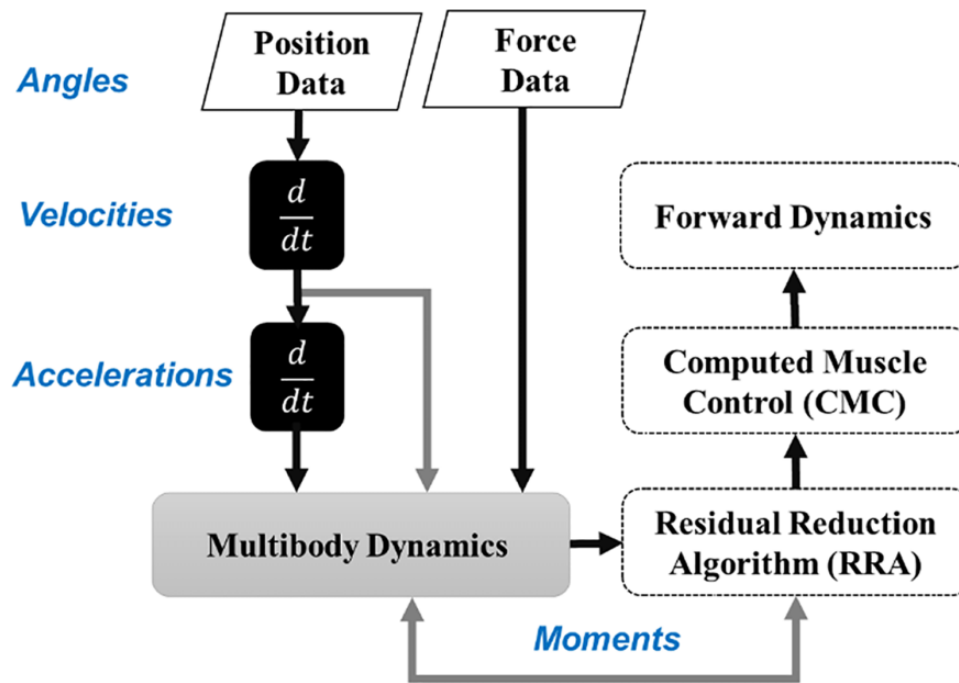 Position
Data
Force
Data
Angles
Velocities
d
dt
Forward Dynamics
Accelerations
d
dt
Computed Muscle
Control (CMC)
Multibody Dynamics
Residual Reduction
Algorithm (RRA)
Moments